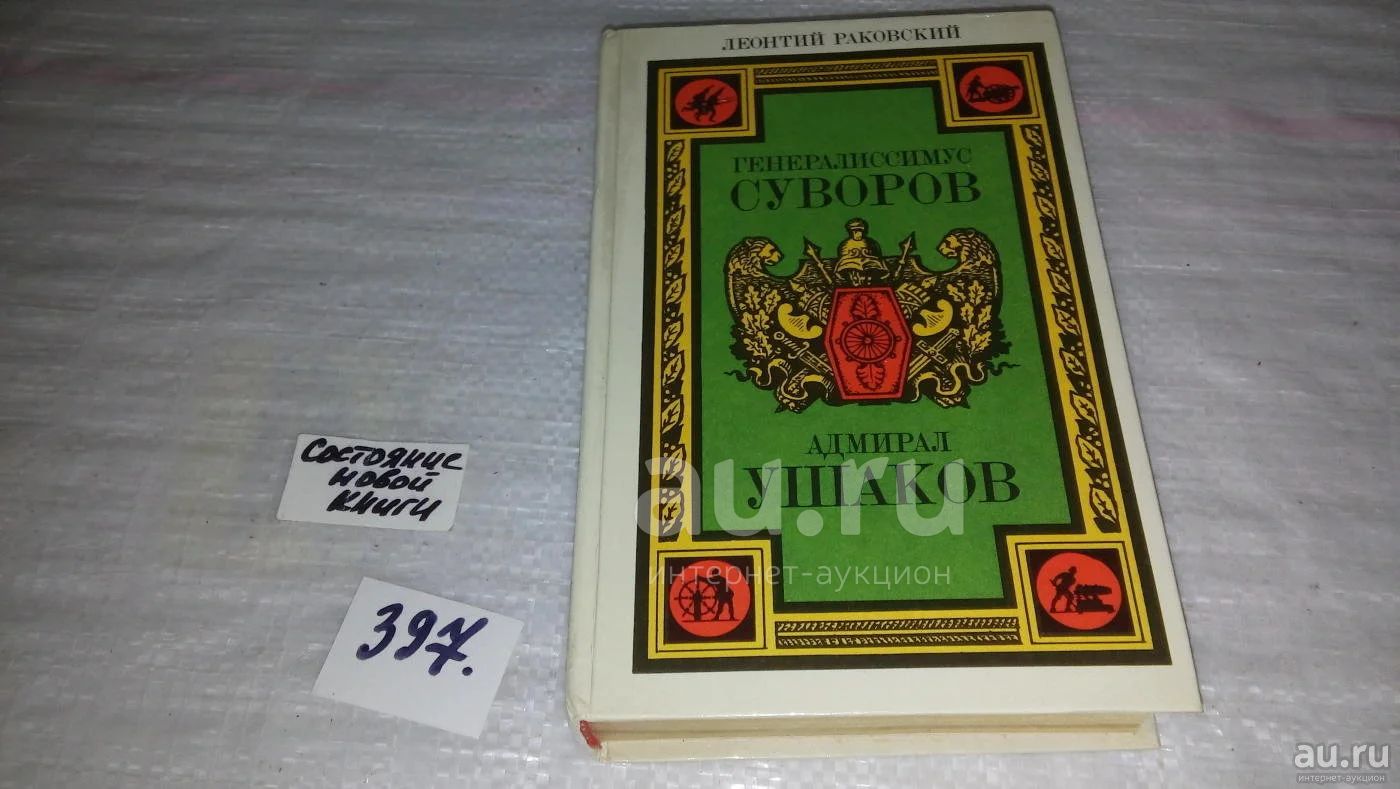 ЛЕОНТИЙ РАКОВСКИЙ
ГЕНЕРАЛИССИМУС
СУВОРОВ
АДМИРАЛ
УШАКОВ
Состояние
новой
книги
397.
au.ru
интернет-аукцион
au.ru
интернет-аукцион